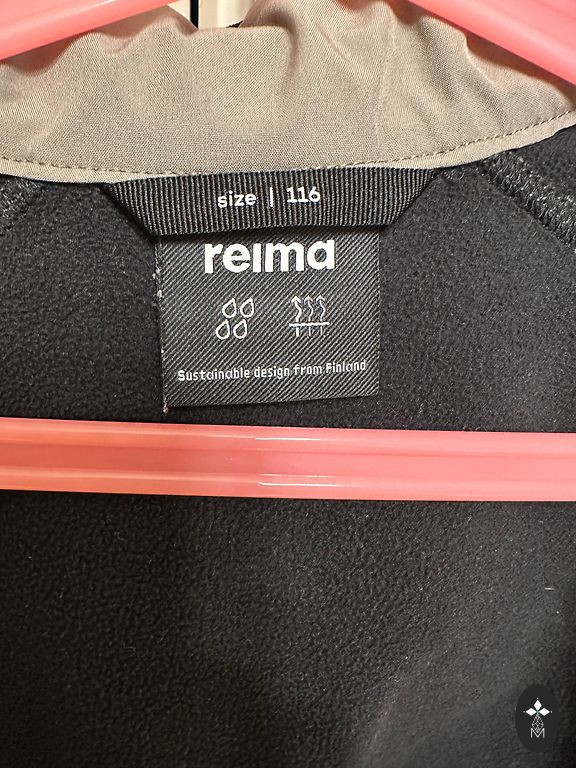 size | 116
reima
Sustainable design from Finland
M